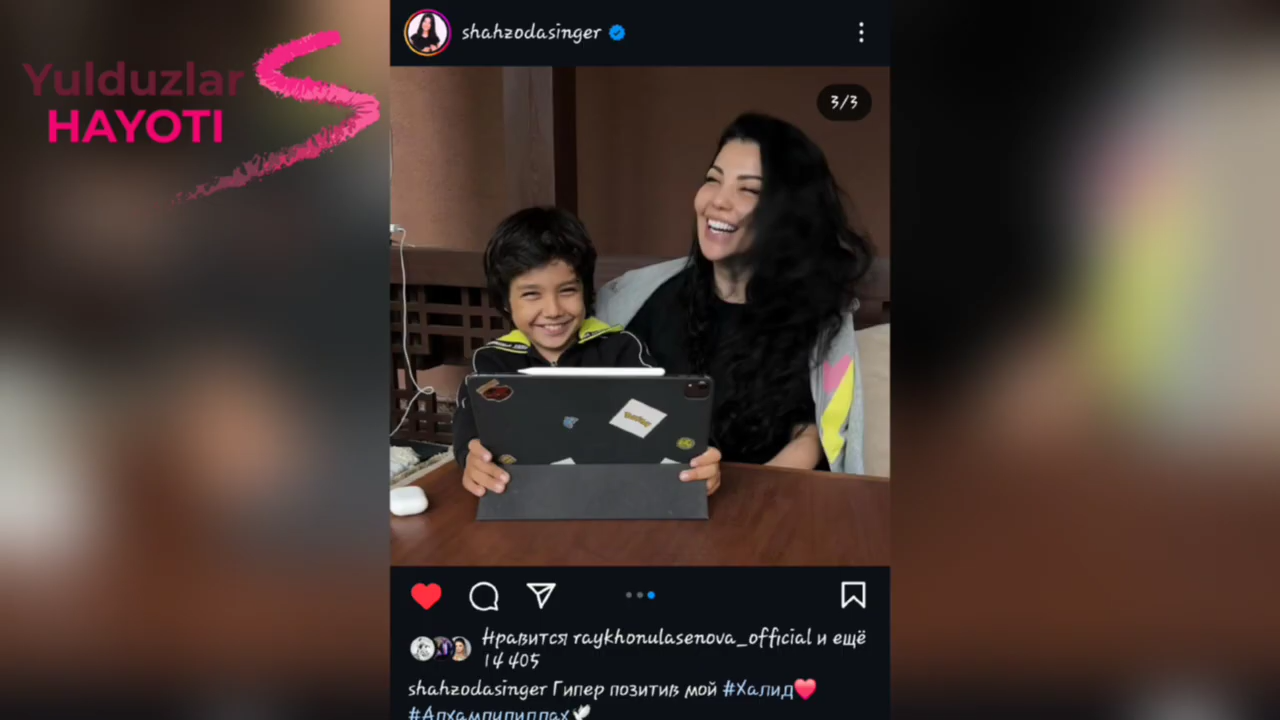 Yulduzlar
HAYOTI
shahzodasinger
3/3
Нравится raykhonulasenova_official и ещё
14 405
shahzodasinger Гипер позитив мой #Халид❤️